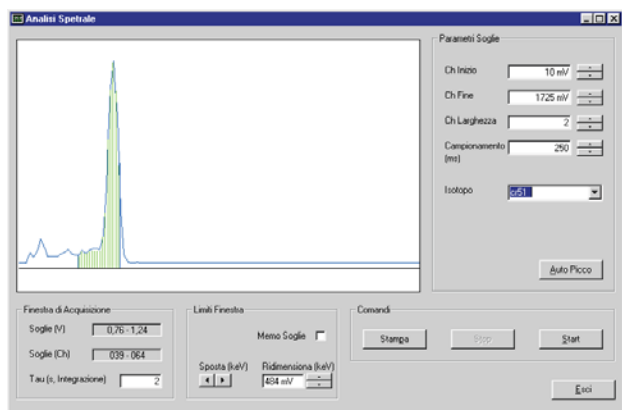 Analisi Spetrale
Parametri Soglie
Ch Inizio 10 mV
Ch Fine 1725 mV
Ch Larghezza 2
Campionamento (ms) 250
Isotopo cr51
Auto Picco
Finestra di Acquisizione
Soglie (V) 0,76 - 1,24
Soglie (Ch) 039 - 064
Tau (s, Integrazione) 2
Limiti Finestra
Memo Soglie
Sposta (keV) Ridimensiona (keV)
484 mV
Comandi
Stampa Stop Start
Esci